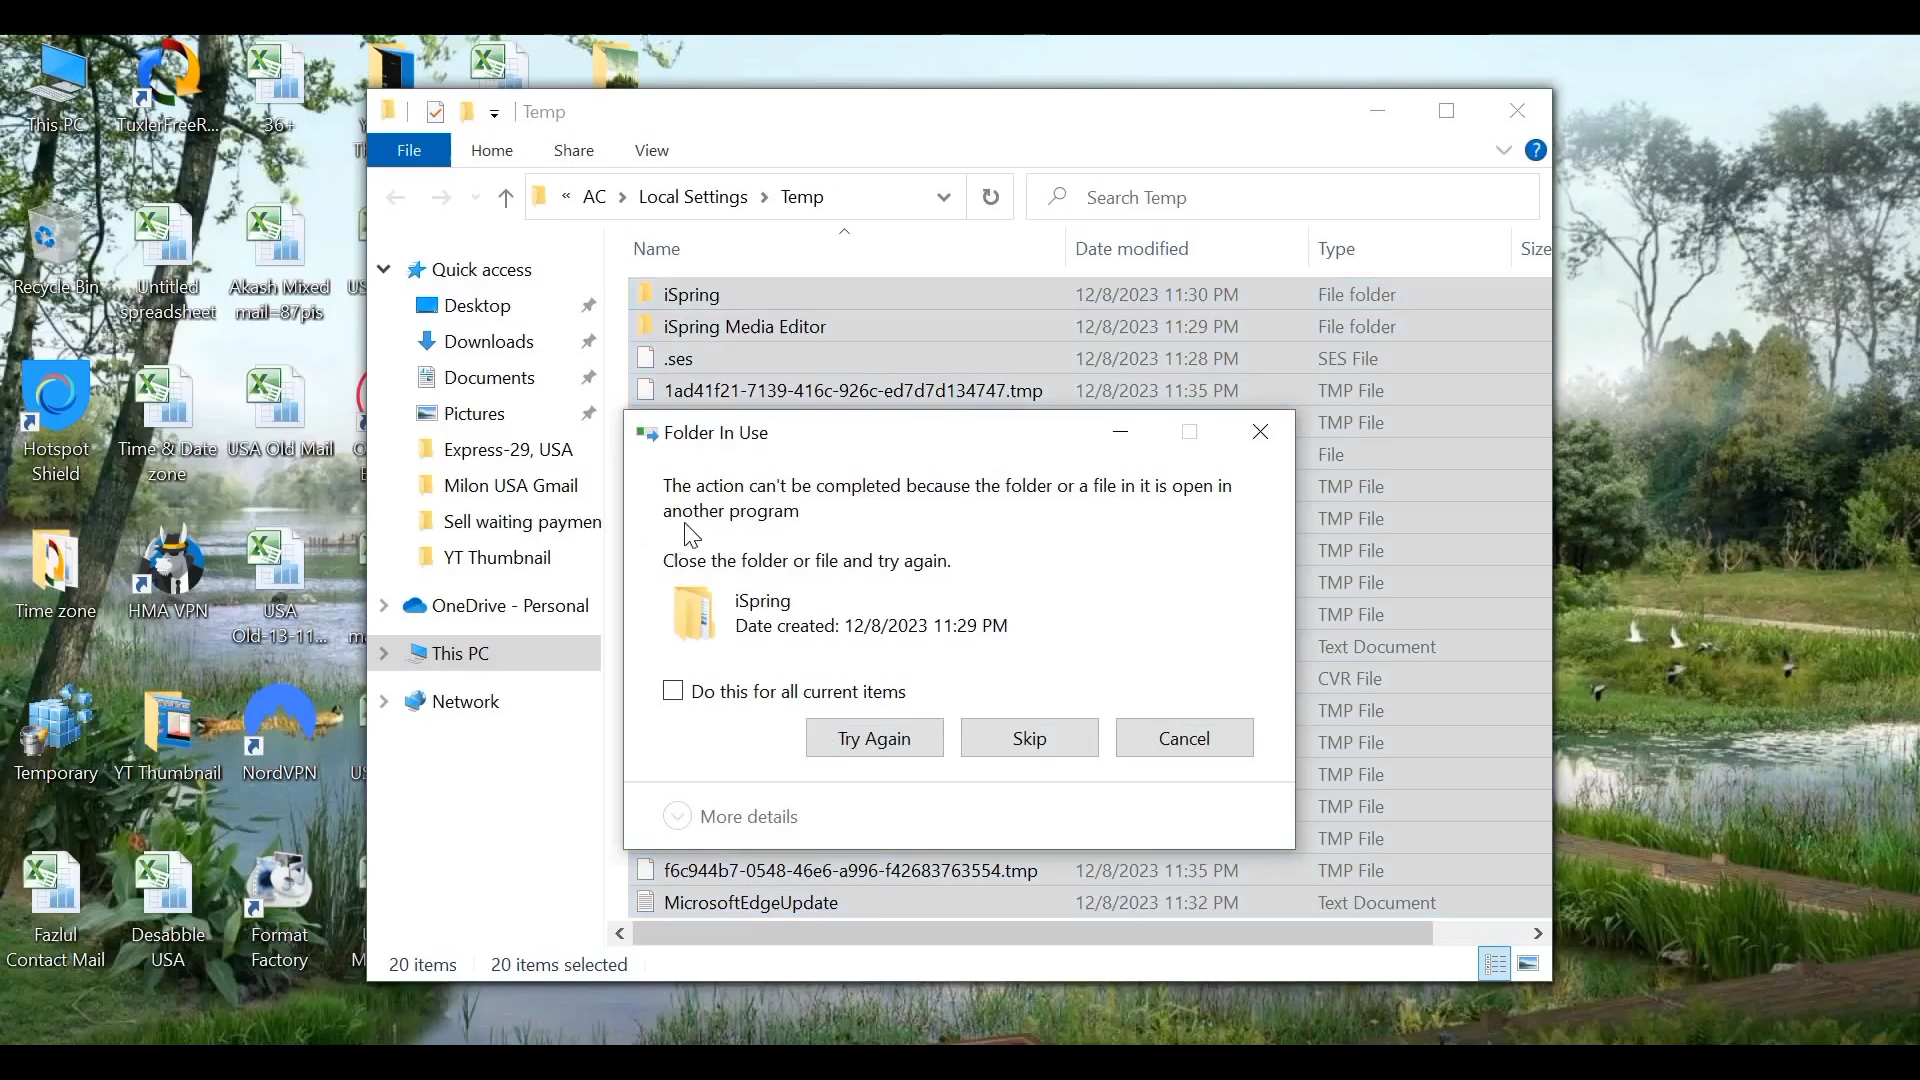 This PC
TuxlerFreeR...
36+
Recycle Bin
Untitled
spreadsheet
Akash Mixed
mail=87pis
Hotspot
Shield
Time & Date
zone
USA Old Mail
Time zone
HMA VPN
USA
Old-13-11...
Temporary
YT Thumbnail
NordVPN
Fazlul
Contact Mail
Desabble
USA
Format
Factory
Temp
File
Home
Share
View
?
« AC > Local Settings > Temp
Search Temp
Quick access
Desktop
Downloads
Documents
Pictures
Express-29, USA
Milon USA Gmail
Sell waiting paymen
YT Thumbnail
OneDrive - Personal
This PC
Network
Name Date modified Type Size
iSpring 12/8/2023 11:30 PM File folder
iSpring Media Editor 12/8/2023 11:29 PM File folder
.ses 12/8/2023 11:28 PM SES File
1ad41f21-7139-416c-926c-ed7d7d134747.tmp 12/8/2023 11:35 PM TMP File
TMP File
File
TMP File
TMP File
TMP File
TMP File
TMP File
Text Document
CVR File
TMP File
TMP File
TMP File
TMP File
TMP File
f6c944b7-0548-46e6-a996-f42683763554.tmp 12/8/2023 11:35 PM TMP File
MicrosoftEdgeUpdate 12/8/2023 11:32 PM Text Document
Folder In Use
The action can't be completed because the folder or a file in it is open in
another program
Close the folder or file and try again.
iSpring
Date created: 12/8/2023 11:29 PM
Do this for all current items
Try Again
Skip
Cancel
More details
20 items
20 items selected